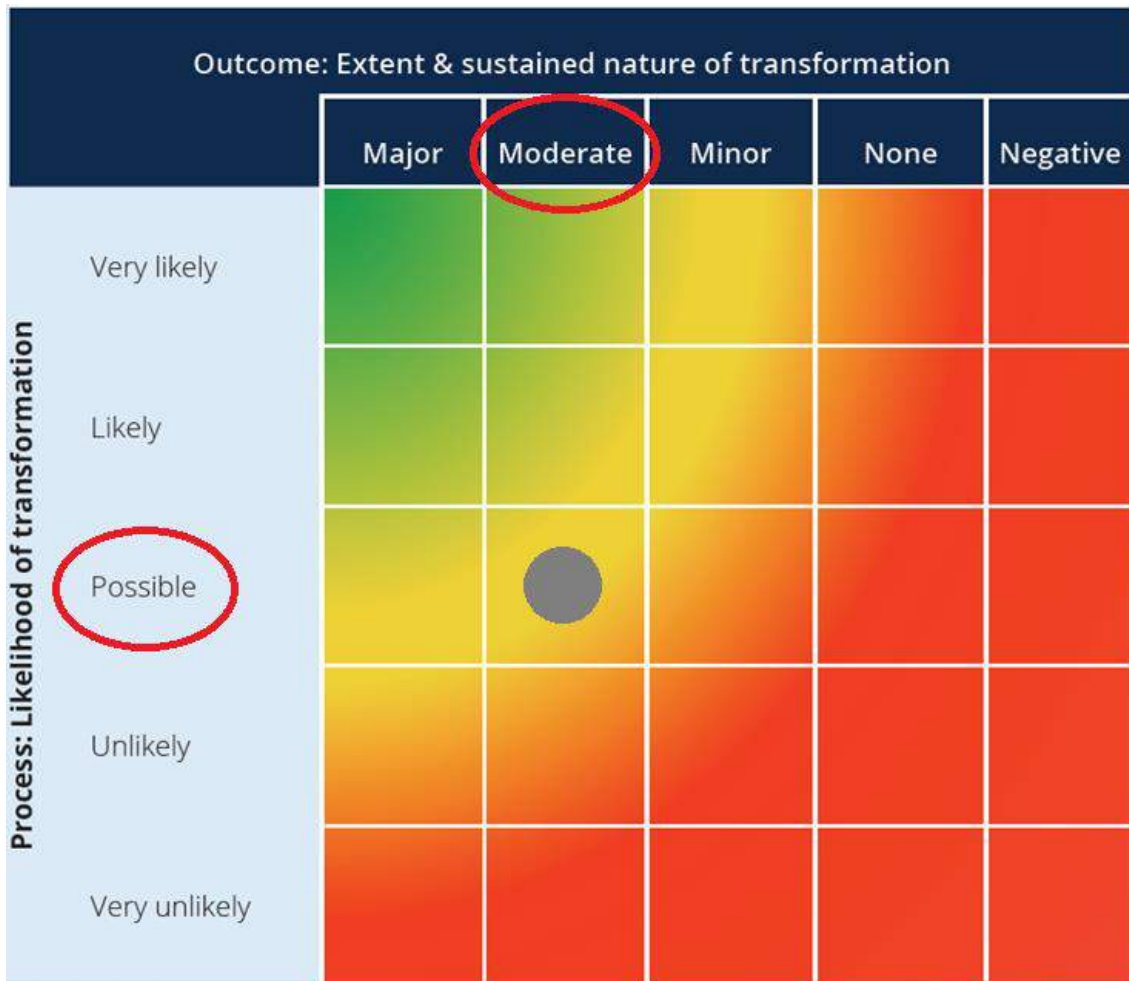 Outcome: Extent & sustained nature of transformation
Major Moderate Minor None Negative
Process: Likelihood of transformation
Very likely
Likely
Possible
Unlikely
Very unlikely